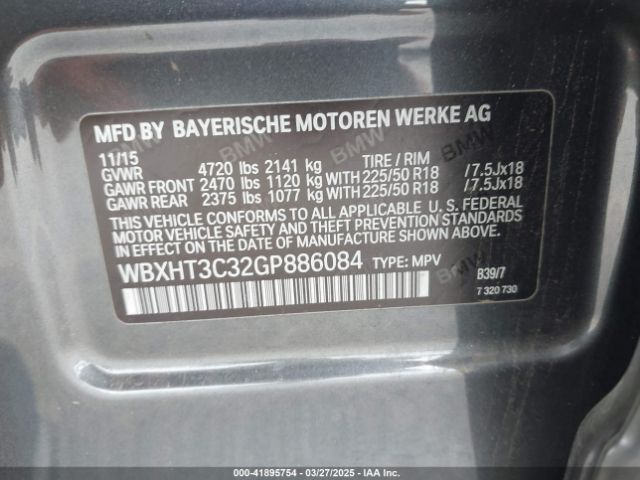 MFD BY BAYERISCHE MOTOREN WERKE AG
11/15
GVWR 4720 lbs 2141 kg TIRE / RIM
GAWR FRONT 2470 lbs 1120 kg WITH 225/50 R18 /7.5Jx18
GAWR REAR 2375 lbs 1077 kg WITH 225/50 R18 /7.5Jx18
THIS VEHICLE CONFORMS TO ALL APPLICABLE U. S. FEDERAL
MOTOR VEHICLE SAFETY, BUMPER, AND THEFT PREVENTION
STANDARDS IN EFFECT ON THE DATE OF MANUFACTURE SHOWN ABOVE.
WBXHT3C32GP886084 TYPE: MPV
B39/7
7 320 730
000-41895754 | 03/27/2025 | IAAI.COM